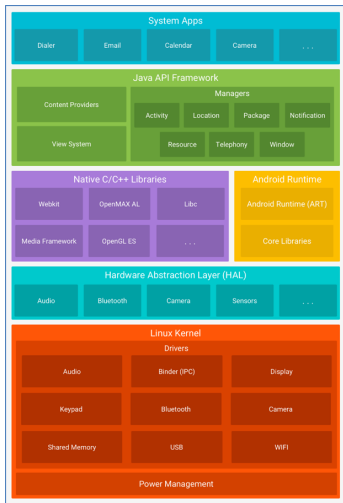 System Apps
Dialer Email Calendar Camera . . .
Java API Framework
Content Providers
View System
Managers
Activity Location Package Notification
Resource Telephony Window
Native C/C++ Libraries
Webkit OpenMAX AL Libc
Media Framework OpenGL ES . . .
Android Runtime
Android Runtime (ART)
Core Libraries
Hardware Abstraction Layer (HAL)
Audio Bluetooth Camera Sensors . . .
Linux Kernel
Drivers
Audio Binder (IPC) Display
Keypad Bluetooth Camera
Shared Memory USB WIFI
Power Management